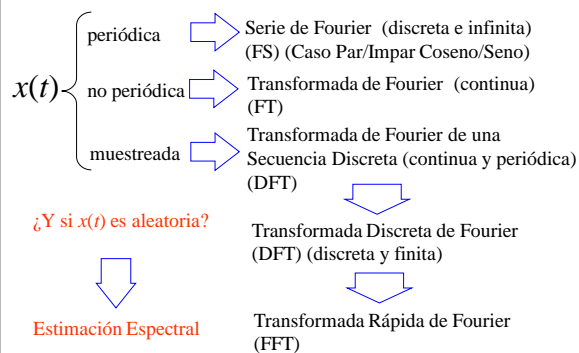 x(t)
periódica
Serie de Fourier (discreta e infinita)
(FS) (Caso Par/Impar Coseno/Seno)
no periódica
Transformada de Fourier (continua)
(FT)
muestreada
Transformada de Fourier de una
Secuencia Discreta (continua y periódica)
(DFT)
¿Y si x(t) es aleatoria?
Transformada Discreta de Fourier
(DFT) (discreta y finita)
Estimación Espectral
Transformada Rápida de Fourier
(FFT)